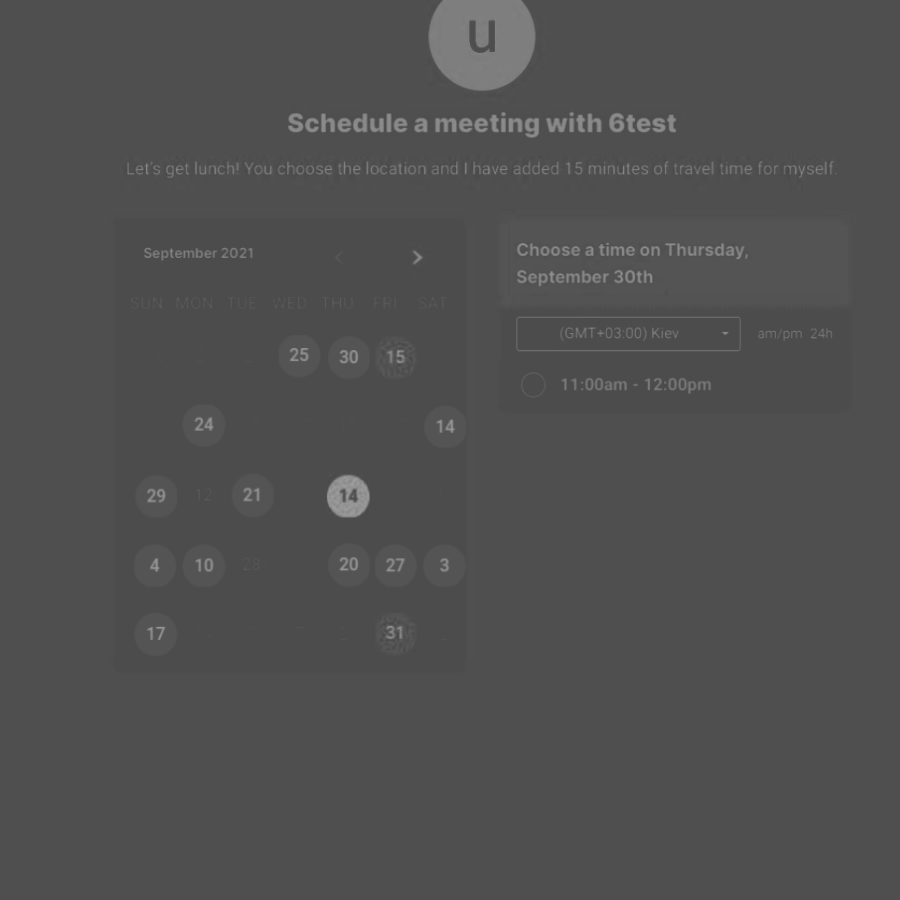 u
Schedule a meeting with 6test
Let's get lunch! You choose the location and I have added 15 minutes of travel time for myself.
September 2021
SUN MON TUE WED THU FRI SAT
25 30 15
24 14
29 12 21 14
4 10 28 20 27 3
17 31
Choose a time on Thursday,
September 30th
(GMT+03:00) Kiev am/pm 24h
11:00am - 12:00pm